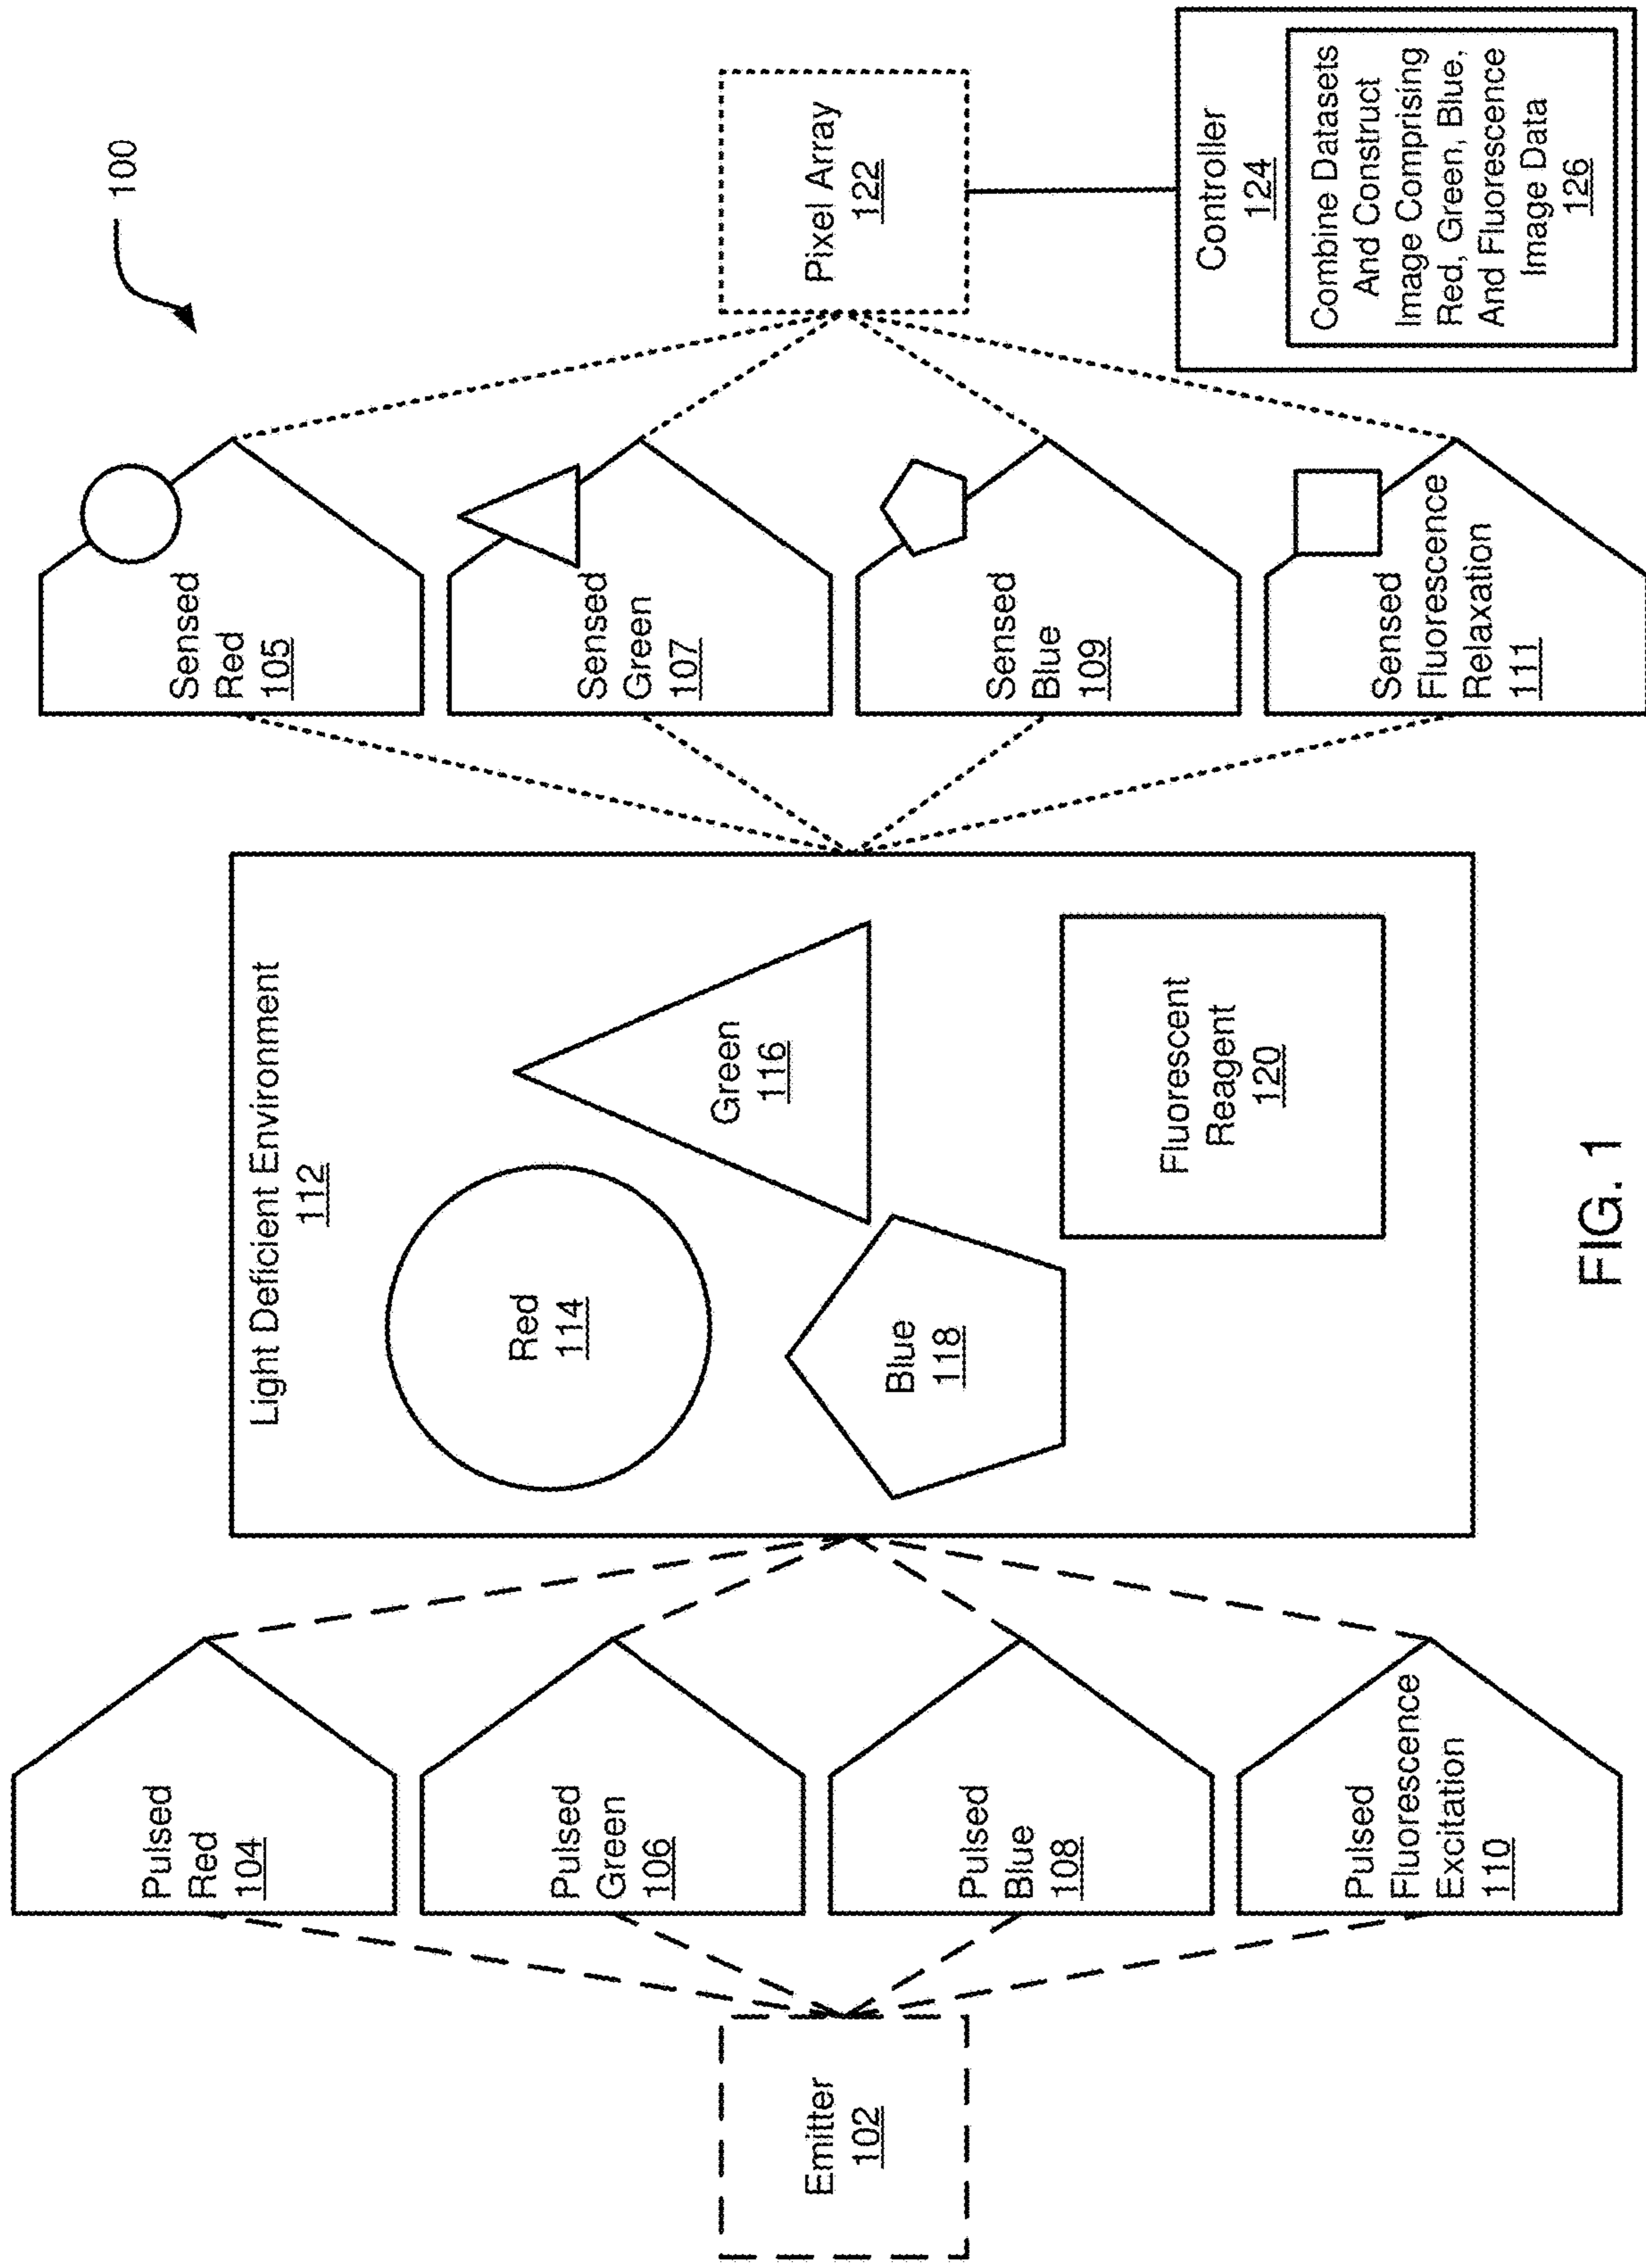 100
Emitter
102
Pulsed
Red
104
Pulsed
Green
106
Pulsed
Blue
108
Pulsed
Fluorescence
Excitation
110
Light Deficient Environment
112
Red
114
Green
116
Blue
118
Fluorescent
Reagent
120
Sensed
Red
105
Sensed
Green
107
Sensed
Blue
109
Sensed
Fluorescence
Relaxation
111
Pixel Array
122
Controller
124
Combine Datasets
And Construct
Image Comprising
Red, Green, Blue,
And Fluorescence
Image Data
126
FIG. 1